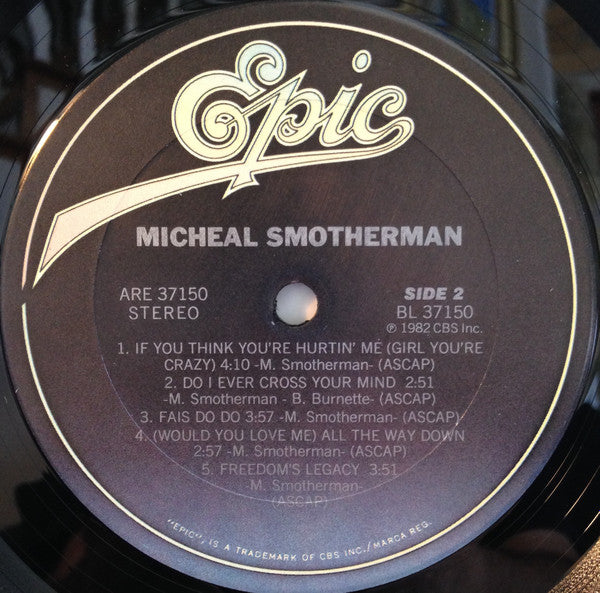 Epic
MICHEAL SMOTHERMAN
ARE 37150
STEREO
SIDE 2
BL 37150
℗ 1982 CBS Inc.
1. IF YOU THINK YOU'RE HURTIN' ME (GIRL YOU'RE
CRAZY) 4:10 -M. Smotherman- (ASCAP)
2. DO I EVER CROSS YOUR MIND 2:51
-M. Smotherman - B. Burnette- (ASCAP)
3. FAIS DO DO 3:57 -M. Smotherman- (ASCAP)
4. (WOULD YOU LOVE ME) ALL THE WAY DOWN
2:57 -M. Smotherman- (ASCAP)
5. FREEDOM'S LEGACY 3:51
-M. Smotherman-
(ASCAP)
"EPIC", IS A TRADEMARK OF CBS INC./MARCA REG.